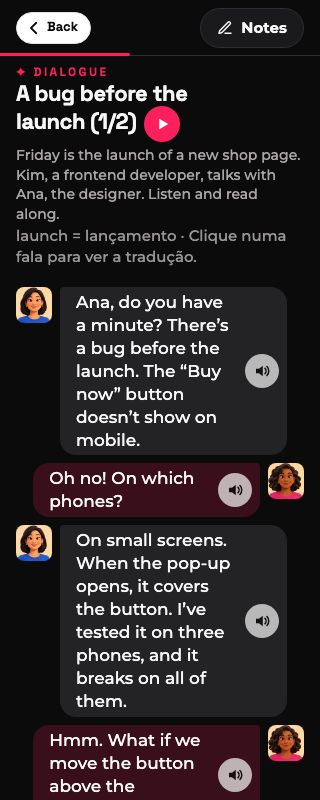 Back
Notes
✦ DIALOGUE
A bug before the
launch (1/2)
Friday is the launch of a new shop page.
Kim, a frontend developer, talks with
Ana, the designer. Listen and read
along.
launch = lançamento · Clique numa
fala para ver a tradução.
Ana, do you have
a minute? There’s
a bug before the
launch. The “Buy
now” button
doesn’t show on
mobile.
Oh no! On which
phones?
On small screens.
When the pop-up
opens, it covers
the button. I’ve
tested it on three
phones, and it
breaks on all of
them.
Hmm. What if we
move the button
above the